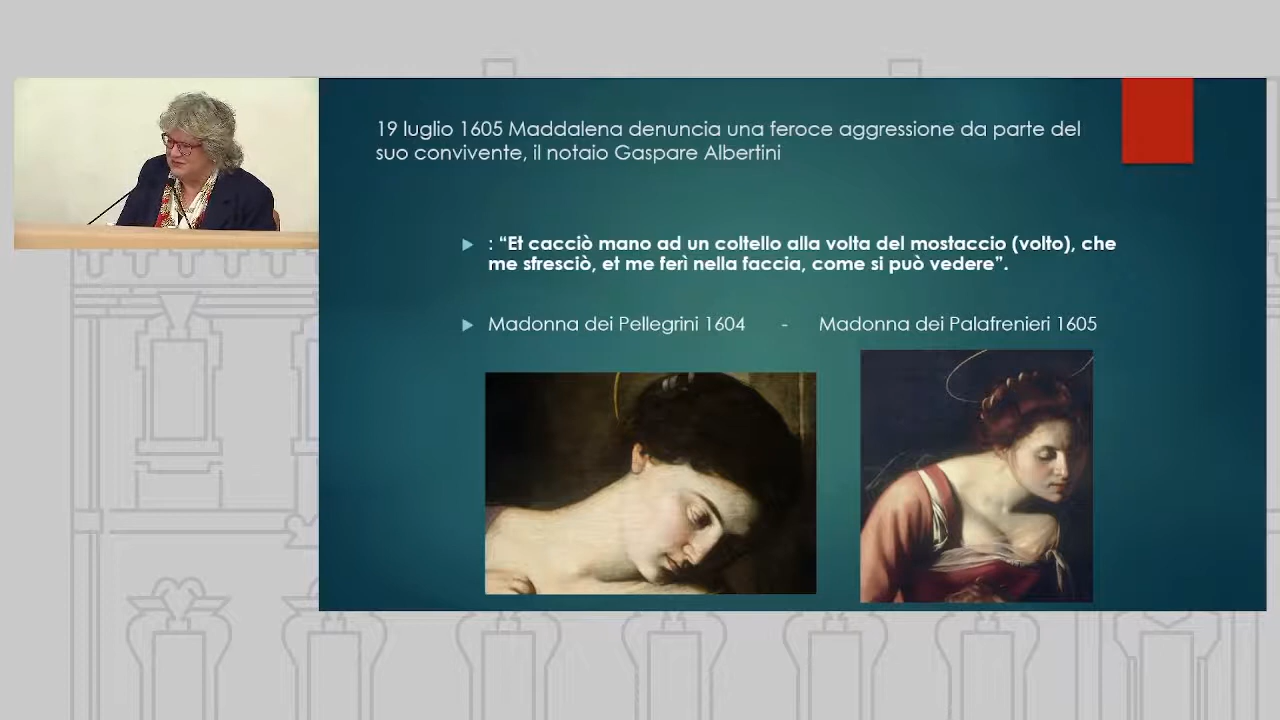 19 luglio 1605 Maddalena denuncia una feroce aggressione da parte del
suo convivente, il notaio Gaspare Albertini
: “Et cacciò mano ad un coltello alla volta del mostaccio (volto), che
me sfresciò, et me ferì nella faccia, come si può vedere”.
Madonna dei Pellegrini 1604 - Madonna dei Palafrenieri 1605